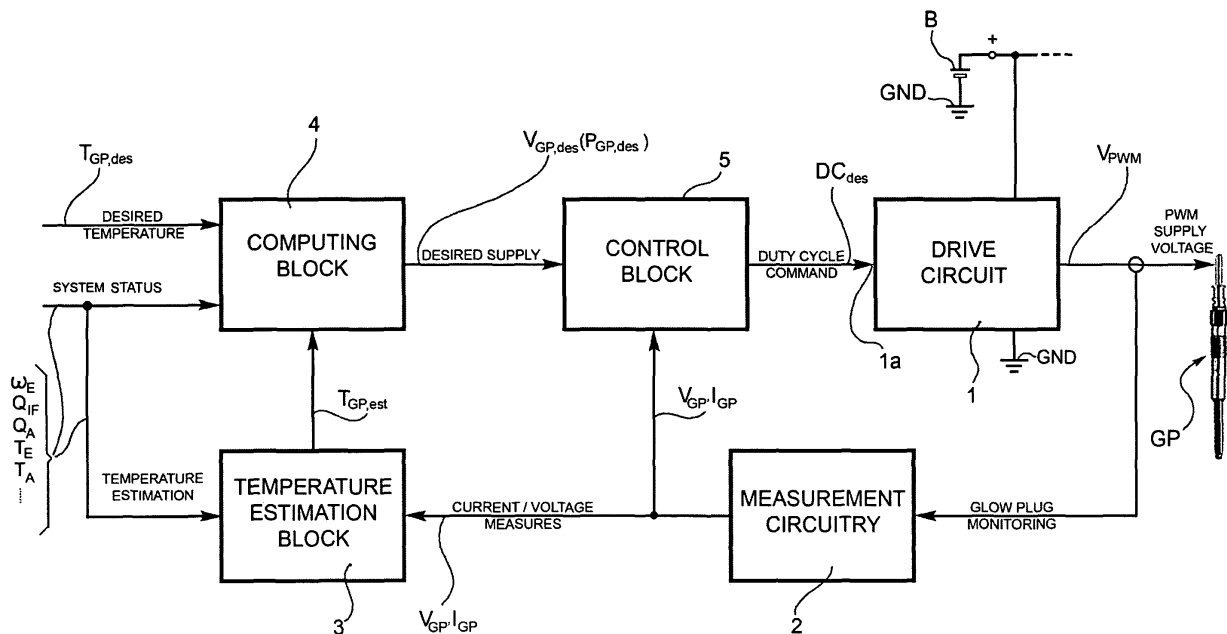 B
+
GND
4
T_GP,des
V_GP,des(P_GP,des)
5
DC_des
V_PWM
DESIRED
TEMPERATURE
COMPUTING
BLOCK
DESIRED SUPPLY
CONTROL
BLOCK
DUTY CYCLE
COMMAND
DRIVE
CIRCUIT
PWM
SUPPLY
VOLTAGE
SYSTEM STATUS
1a
1
GND
ω_E
Q_IF
Q_A
T_E
T_A
....
T_GP,est
V_GP,I_GP
GP
TEMPERATURE
ESTIMATION
TEMPERATURE
ESTIMATION
BLOCK
CURRENT / VOLTAGE
MEASURES
MEASUREMENT
CIRCUITRY
GLOW PLUG
MONITORING
3
V_GP,I_GP
2